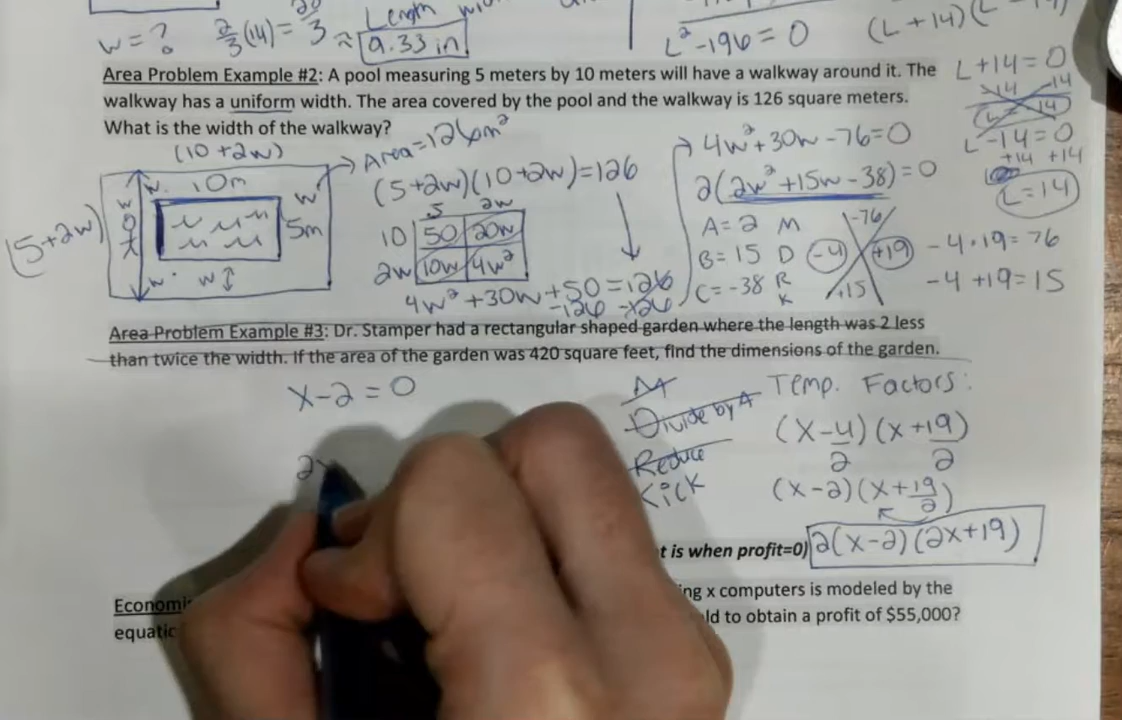 w = ? 2/3(14) = /3 ≈ 9.33 in
Length
L² -196 = 0
(L + 14)(L - 14)
Area Problem Example #2: A pool measuring 5 meters by 10 meters will have a walkway around it. The
walkway has a uniform width. The area covered by the pool and the walkway is 126 square meters.
What is the width of the walkway?
L+14=0
-14 -14
L-14=0
+14 +14
L=14
(10+2w)
Area=126m²
w 10m w
5m
(5+2w)
w w
(5+2w)(10+2w)=126
5 2w
10 50 20w
2w 10w 4w²
4w²+30w+50=126
-126 -126
4w²+30w-76=0
2(2w²+15w-38)=0
A=2 M
B=15 D
C=-38 R
K
-76
-4 +19
+15
-4·19=76
-4+19=15
Area Problem Example #3: Dr. Stamper had a rectangular shaped garden where the length was 2 less
than twice the width. If the area of the garden was 420 square feet, find the dimensions of the garden.
x-2=0
2x
Divide by A
Reduce
Kick
Temp. Factors:
(x-4/2)(x+19/2)
(x-2)(x+19/2)
2(x-2)(2x+19)
t is when profit=0)
Economi
ing x computers is modeled by the
equatic
ld to obtain a profit of $55,000?